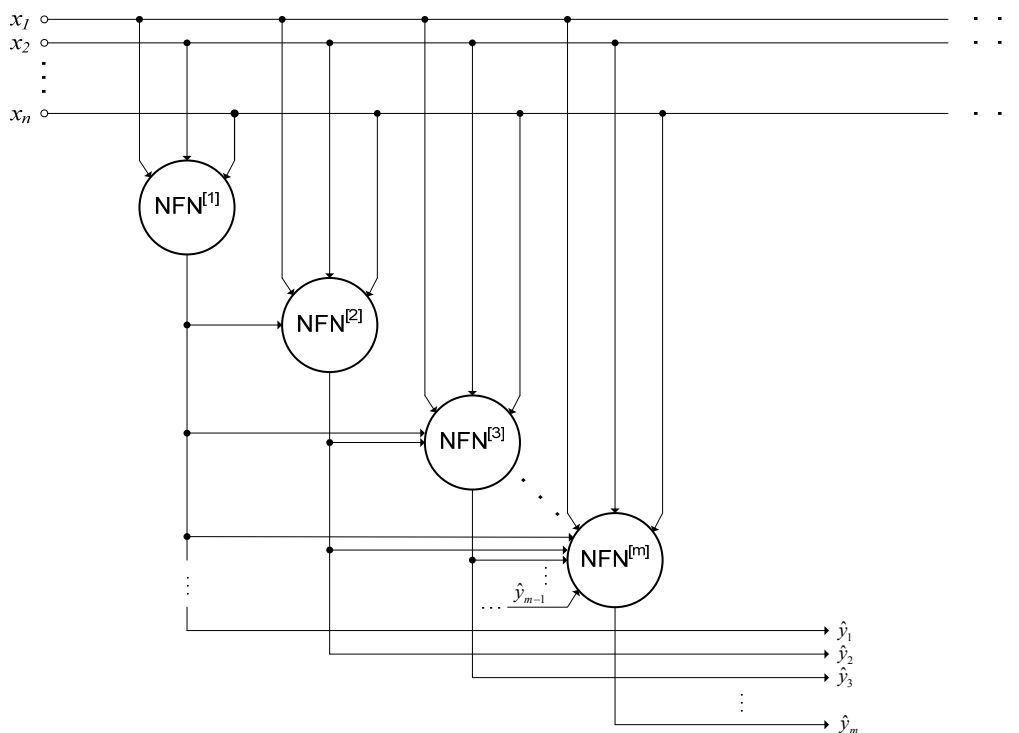 x₁
x₂
xₙ
NFN[1]
NFN[2]
NFN[3]
NFN[m]
ŷₘ₋₁
ŷ₁
ŷ₂
ŷ₃
ŷₘ